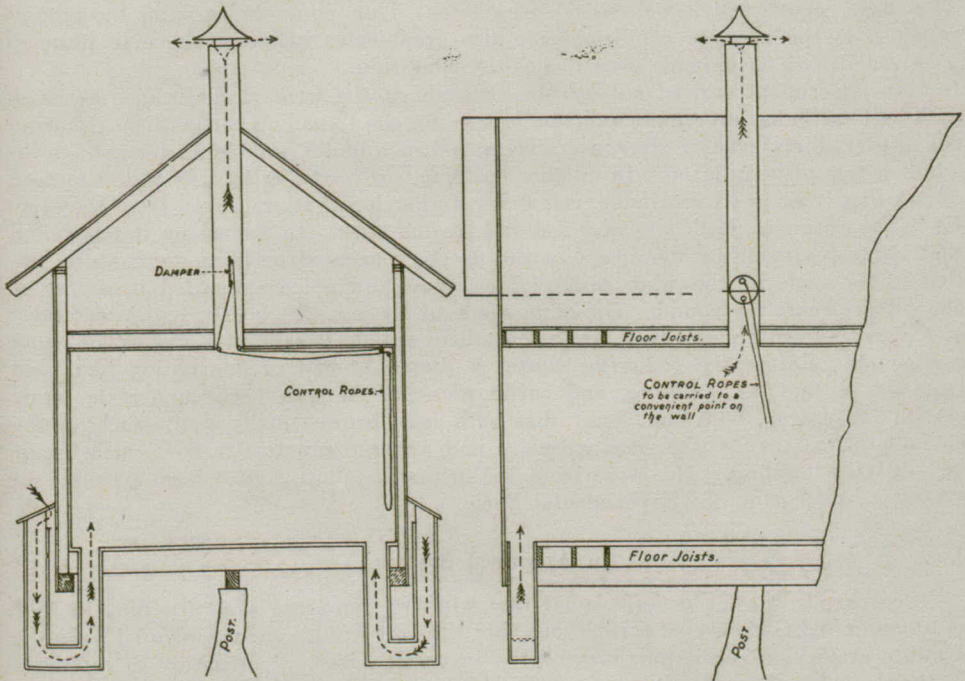 DAMPER
CONTROL ROPES.
POST.
Floor Joists.
CONTROL ROPES
to be carried to a
convenient point on
the wall
Floor Joists.
POST